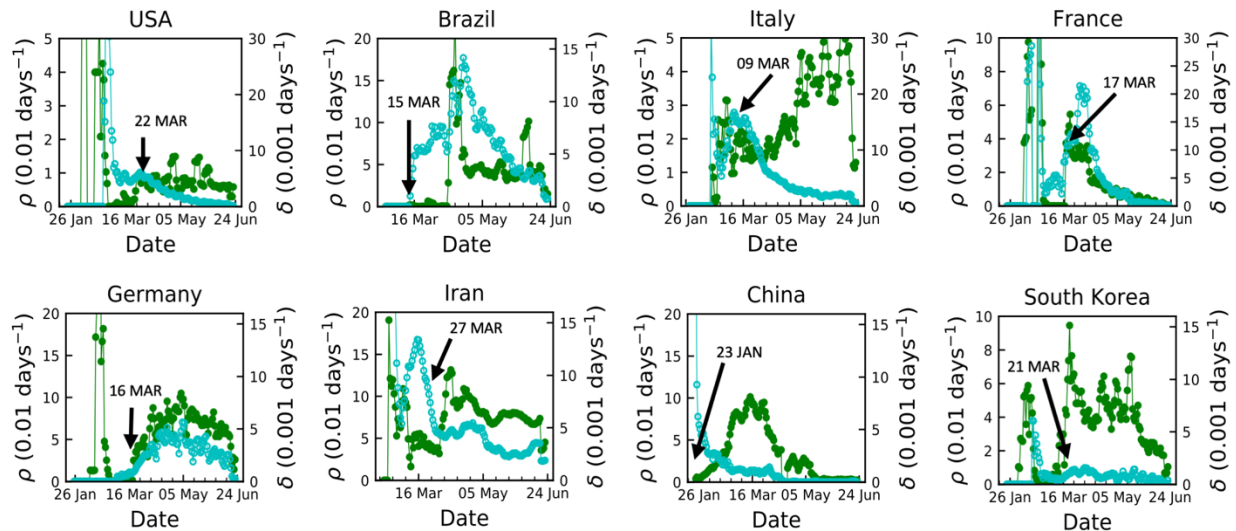 USA
ρ (0.01 days⁻¹)
5
4
3
2
1
0
22 MAR
30
20
10
0
δ (0.001 days⁻¹)
26 Jan 16 Mar 05 May 24 Jun
Date
Brazil
ρ (0.01 days⁻¹)
20
15
10
5
0
15 MAR
15
10
5
0
δ (0.001 days⁻¹)
16 Mar 05 May 24 Jun
Date
Italy
ρ (0.01 days⁻¹)
5
4
3
2
1
0
09 MAR
30
20
10
0
δ (0.001 days⁻¹)
26 Jan 16 Mar 05 May 24 Jun
Date
France
ρ (0.01 days⁻¹)
10
8
6
4
2
0
17 MAR
30
25
20
15
10
5
0
δ (0.001 days⁻¹)
26 Jan 16 Mar 05 May 24 Jun
Date
Germany
ρ (0.01 days⁻¹)
20
15
10
5
0
16 MAR
15
10
5
0
δ (0.001 days⁻¹)
26 Jan 16 Mar 05 May 24 Jun
Date
Iran
ρ (0.01 days⁻¹)
20
15
10
5
0
27 MAR
15
10
5
0
δ (0.001 days⁻¹)
16 Mar 05 May 24 Jun
Date
China
ρ (0.01 days⁻¹)
20
15
10
5
0
23 JAN
15
10
5
0
δ (0.001 days⁻¹)
26 Jan 16 Mar 05 May 24 Jun
Date
South Korea
ρ (0.01 days⁻¹)
10
8
6
4
2
0
21 MAR
15
10
5
0
δ (0.001 days⁻¹)
26 Jan 16 Mar 05 May 24 Jun
Date